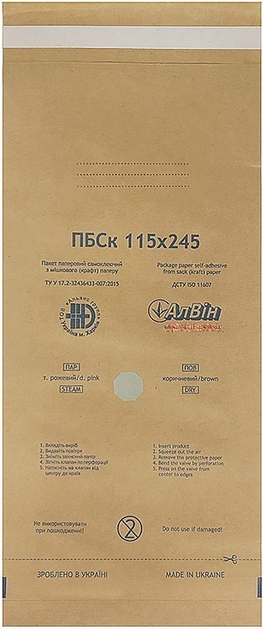 ПБСк 115х245
Пакет паперовий самоклеючий
з мішкового (крафт) паперу
Package paper self-adhesive
from sack (kraft) paper
ТУ У 17.2-32436433-007:2015
ДСТУ ISO 11607
АлВін
ПАР
т. рожевий/d. pink
STEAM
ПОВ
коричневий/brown
DRY
1. Вкладіть виріб
2. Видавіть повітря
3. Зніміть захисний папір
4. Зігніть клапан по перфорації
5. Натисніть на клапан від
центру до країв
1. Insert product
2. Squeeze out the air
3. Remove the protective paper
4. Bend the valve by perforation
5. Press on the valve from
center to edges
Не використовувати
при пошкодженні!
2
Do not use if damaged!
ЗРОБЛЕНО В УКРАЇНІ
MADE IN UKRAINE